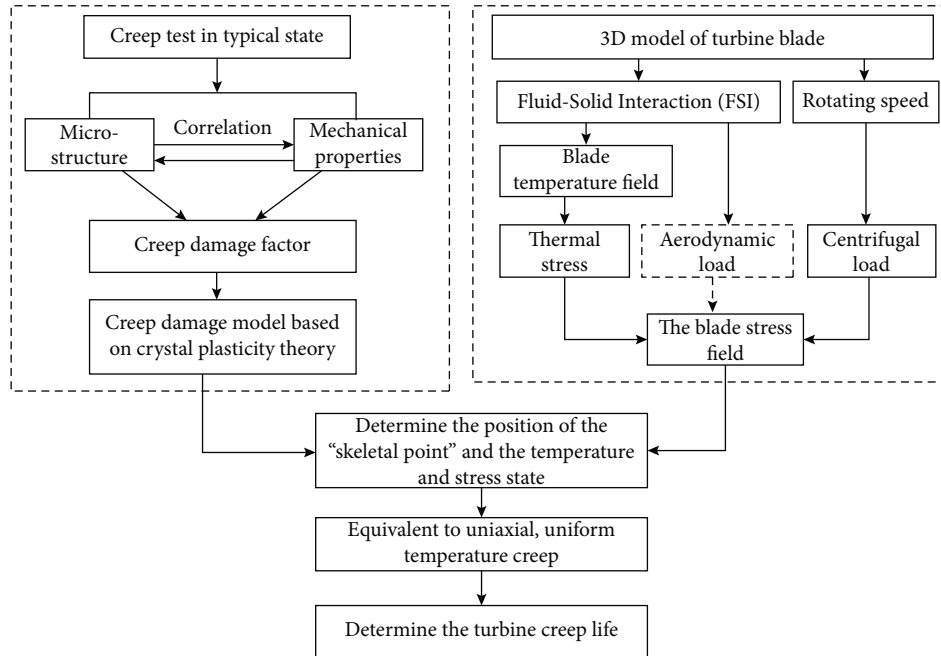 Creep test in typical state
Correlation
Micro-
structure
Mechanical
properties
Creep damage factor
Creep damage model based
on crystal plasticity theory
3D model of turbine blade
Fluid-Solid Interaction (FSI)
Rotating speed
Blade
temperature field
Thermal
stress
Aerodynamic
load
Centrifugal
load
The blade stress
field
Determine the position of the
“skeletal point” and the temperature
and stress state
Equivalent to uniaxial, uniform
temperature creep
Determine the turbine creep life